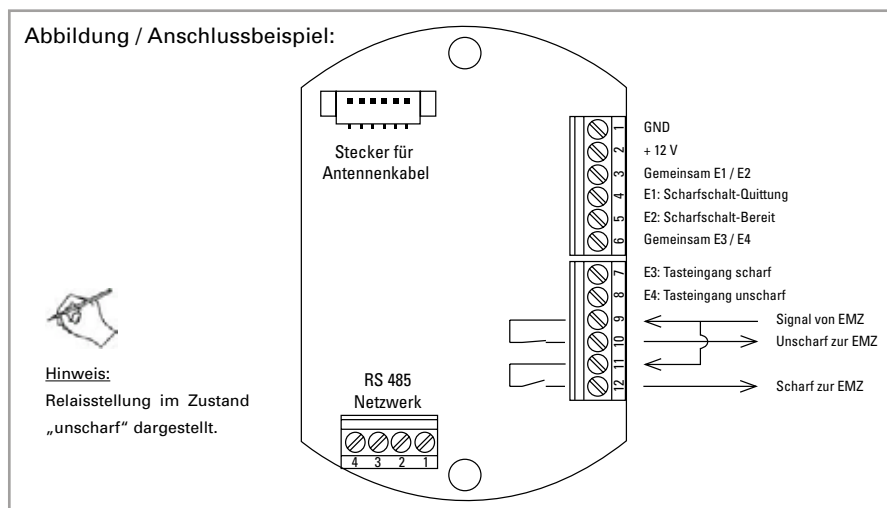 Abbildung / Anschlussbeispiel:
Stecker für
Antennenkabel
1 GND
2 + 12 V
3 Gemeinsam E1 / E2
4 E1: Scharfschalt-Quittung
5 E2: Scharfschalt-Bereit
6 Gemeinsam E3 / E4
7 E3: Tasteingang scharf
8 E4: Tasteingang unscharf
9 Signal von EMZ
10 Unscharf zur EMZ
11
12 Scharf zur EMZ
Hinweis:
Relaisstellung im Zustand
„unscharf“ dargestellt.
RS 485
Netzwerk
4 3 2 1